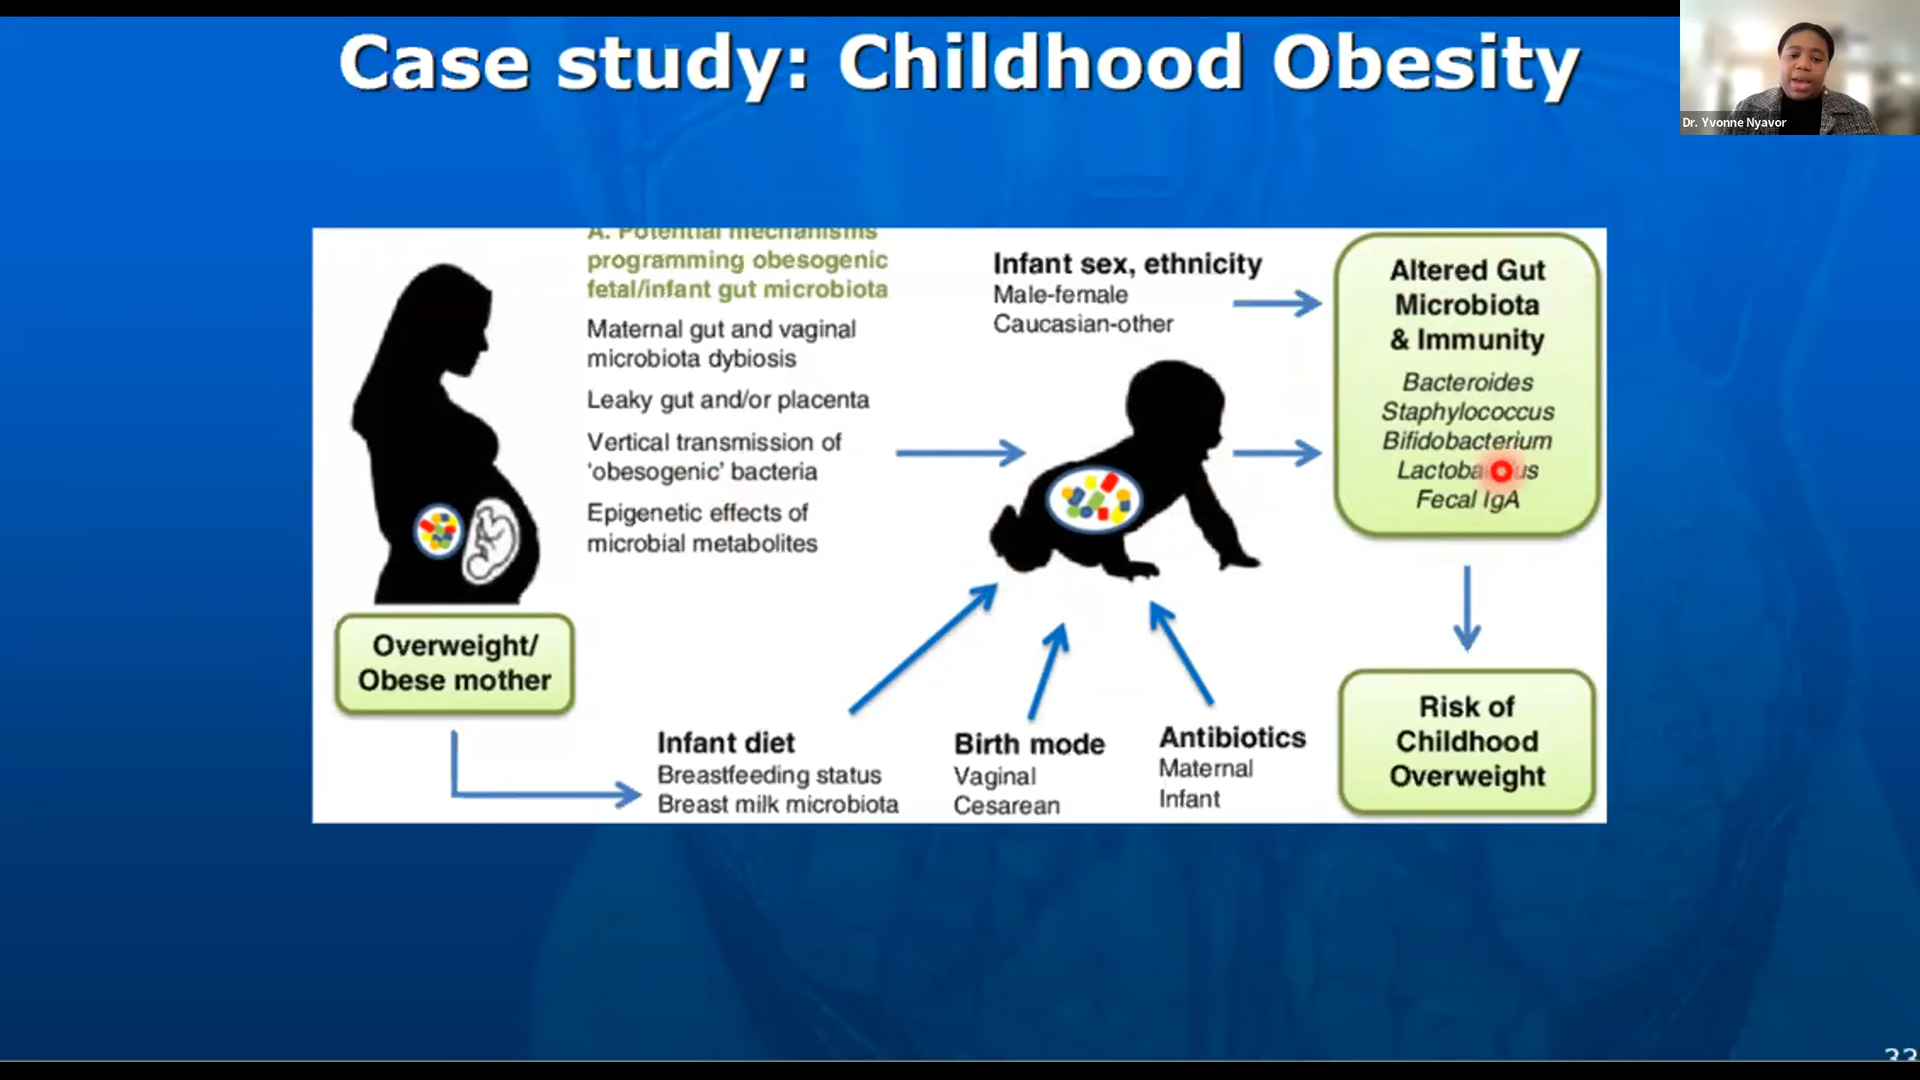 Case study: Childhood Obesity
Dr. Yvonne Nyavor
A. Potential mechanisms
programming obesogenic
fetal/infant gut microbiota
Maternal gut and vaginal
microbiota dybiosis
Leaky gut and/or placenta
Vertical transmission of
‘obesogenic’ bacteria
Epigenetic effects of
microbial metabolites
Overweight/
Obese mother
Infant sex, ethnicity
Male-female
Caucasian-other
Infant diet
Breastfeeding status
Breast milk microbiota
Birth mode
Vaginal
Cesarean
Antibiotics
Maternal
Infant
Altered Gut
Microbiota
& Immunity
Bacteroides
Staphylococcus
Bifidobacterium
Fecal IgA
Risk of
Childhood
Overweight
33